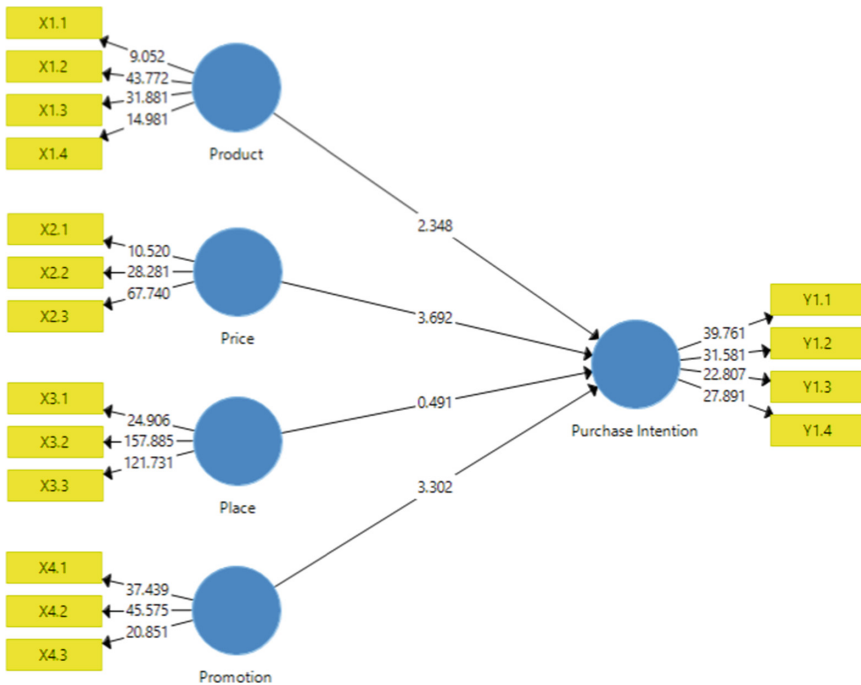 X1.1
9.052
X1.2
43.772
31.881
X1.3
14.981
X1.4
Product
2.348
X2.1
10.520
X2.2
28.281
67.740
X2.3
Price
3.692
Y1.1
39.761
31.581
Y1.2
22.807
Y1.3
27.891
Y1.4
Purchase Intention
X3.1
24.906
0.491
X3.2
157.885
121.731
X3.3
Place
3.302
X4.1
37.439
X4.2
45.575
20.851
X4.3
Promotion